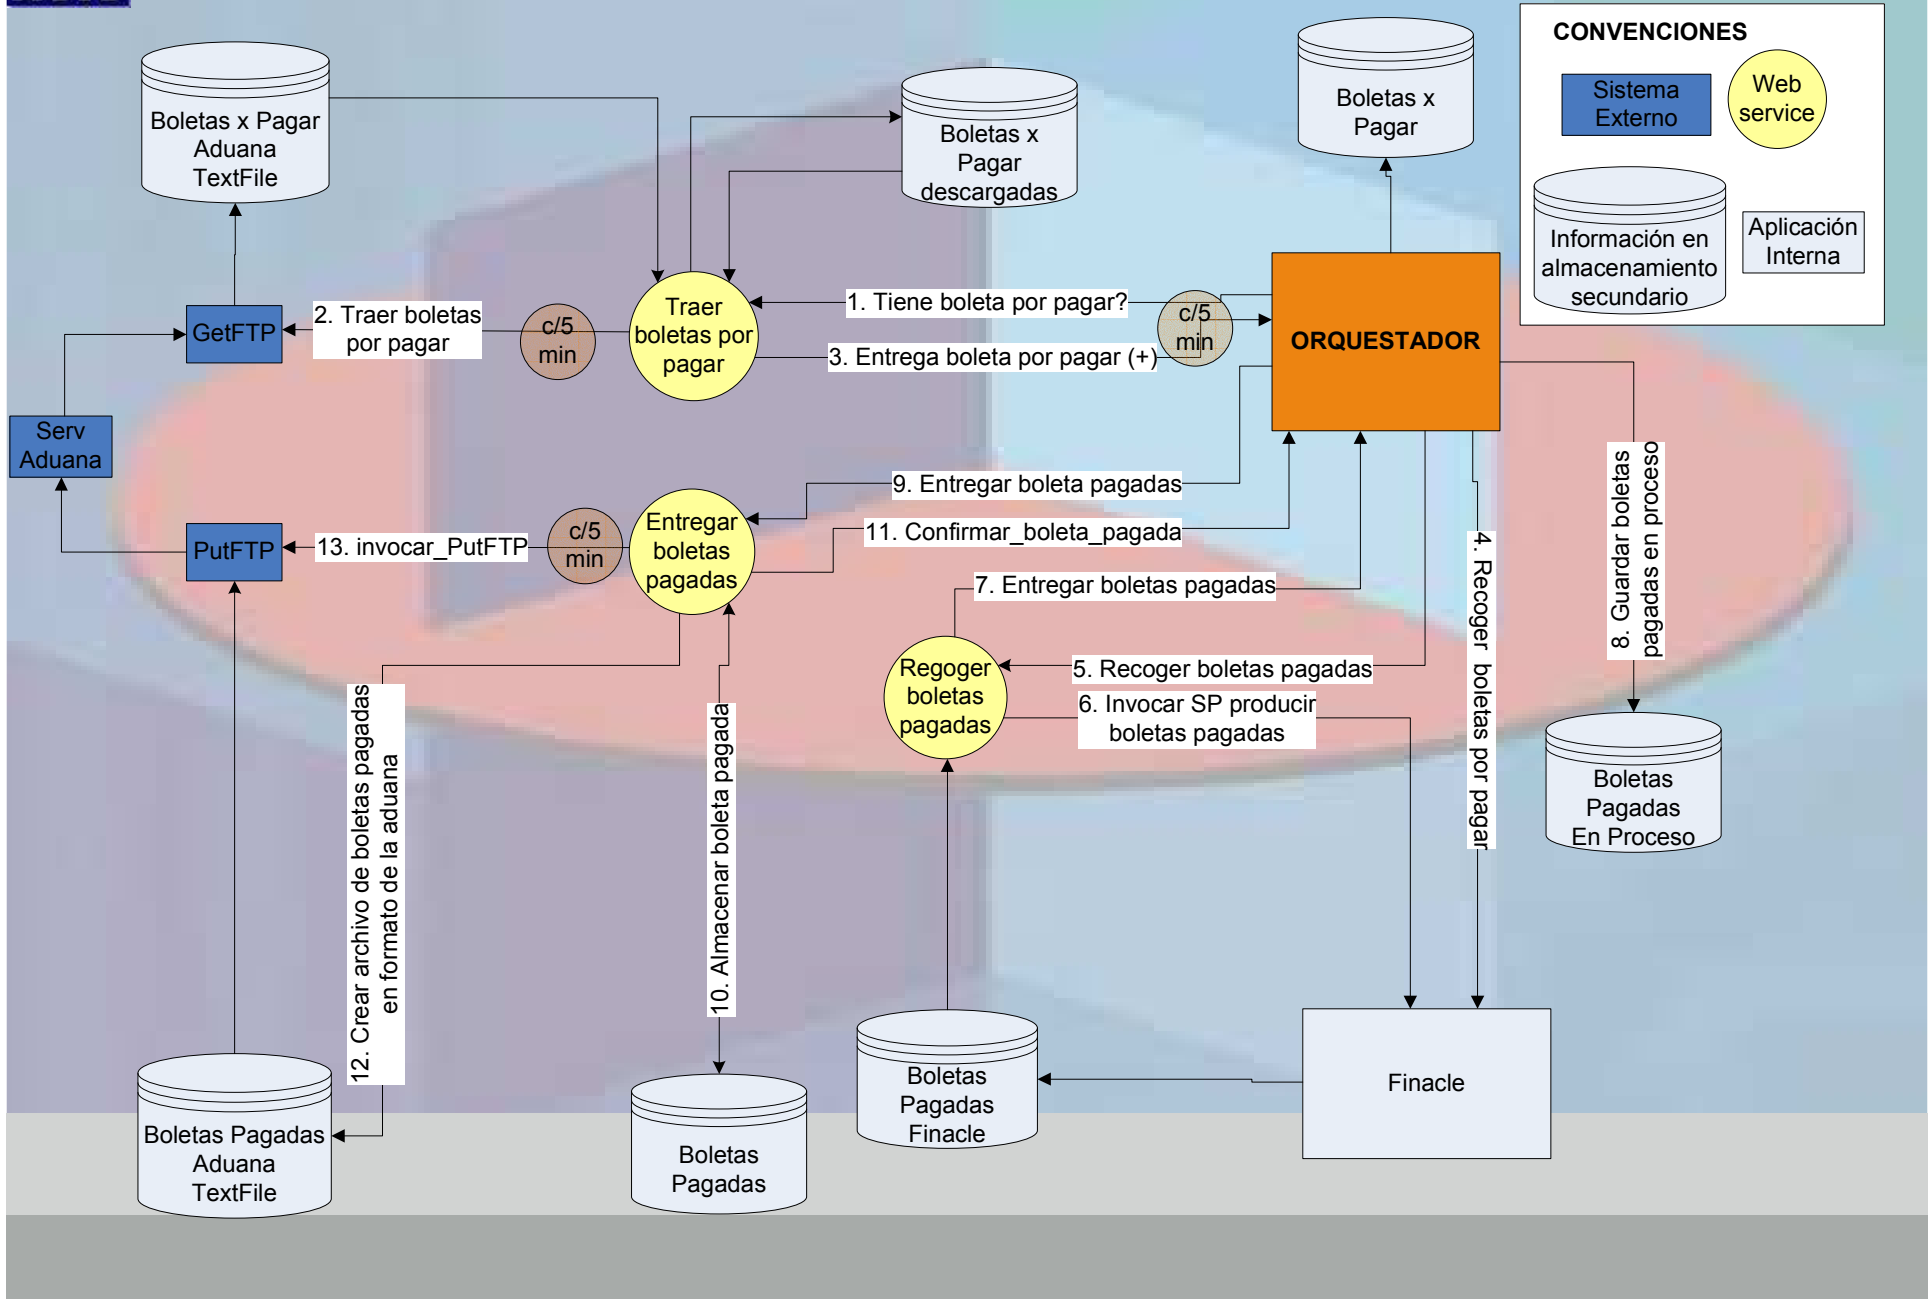 CONVENCIONES
Sistema
Externo
Web
service
Información en
almacenamiento
secundario
Aplicación
Interna
Boletas x Pagar
Aduana
TextFile
Boletas x
Pagar
descargadas
Boletas x
Pagar
GetFTP
2. Traer boletas
por pagar
c/5
min
Traer
boletas por
pagar
1. Tiene boleta por pagar?
3. Entrega boleta por pagar (+)
c/5
min
ORQUESTADOR
Serv
Aduana
PutFTP
13. invocar_PutFTP
c/5
min
Entregar
boletas
pagadas
9. Entregar boleta pagadas
11. Confirmar_boleta_pagada
7. Entregar boletas pagadas
Regoger
boletas
pagadas
5. Recoger boletas pagadas
6. Invocar SP producir
boletas pagadas
4. Recoger boletas por pagar
8. Guardar boletas
pagadas en proceso
Boletas
Pagadas
En Proceso
12. Crear archivo de boletas pagadas
en formato de la aduana
10. Almacenar boleta pagada
Boletas Pagadas
Aduana
TextFile
Boletas
Pagadas
Boletas
Pagadas
Finacle
Finacle